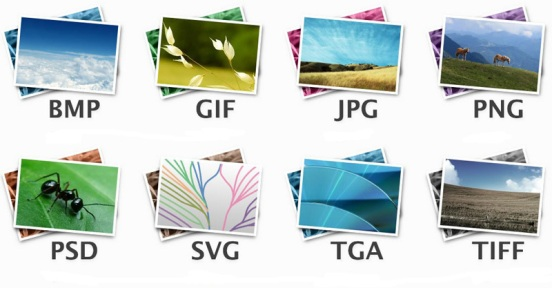 BMP GIF JPG PNG
PSD SVG TGA TIFF